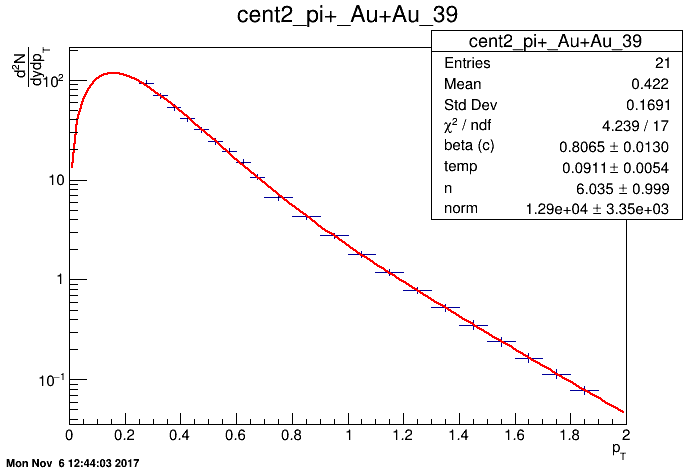 cent2_pi+_Au+Au_39
cent2_pi+_Au+Au_39
Entries 21
Mean 0.422
Std Dev 0.1691
χ² / ndf 4.239 / 17
beta (c) 0.8065 ± 0.0130
temp 0.0911 ± 0.0054
n 6.035 ± 0.999
norm 1.29e+04 ± 3.35e+03
d²N
dydp_T
10²
10
1
10⁻¹
0 0.2 0.4 0.6 0.8 1 1.2 1.4 1.6 1.8 2
p_T
Mon Nov 6 12:44:03 2017